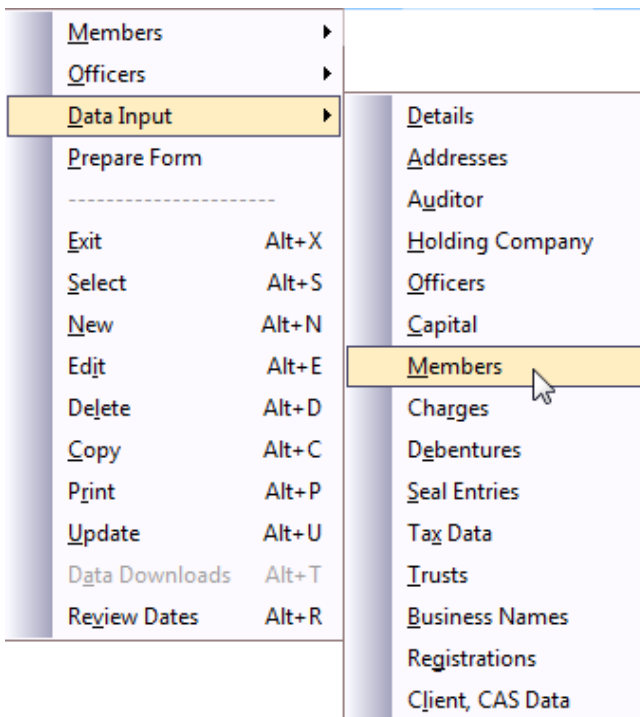 Members
Officers
Data Input
Prepare Form
----------------------
Exit Alt+X
Select Alt+S
New Alt+N
Edit Alt+E
Delete Alt+D
Copy Alt+C
Print Alt+P
Update Alt+U
Data Downloads Alt+T
Review Dates Alt+R
Details
Addresses
Auditor
Holding Company
Officers
Capital
Members
Charges
Debentures
Seal Entries
Tax Data
Trusts
Business Names
Registrations
Client, CAS Data